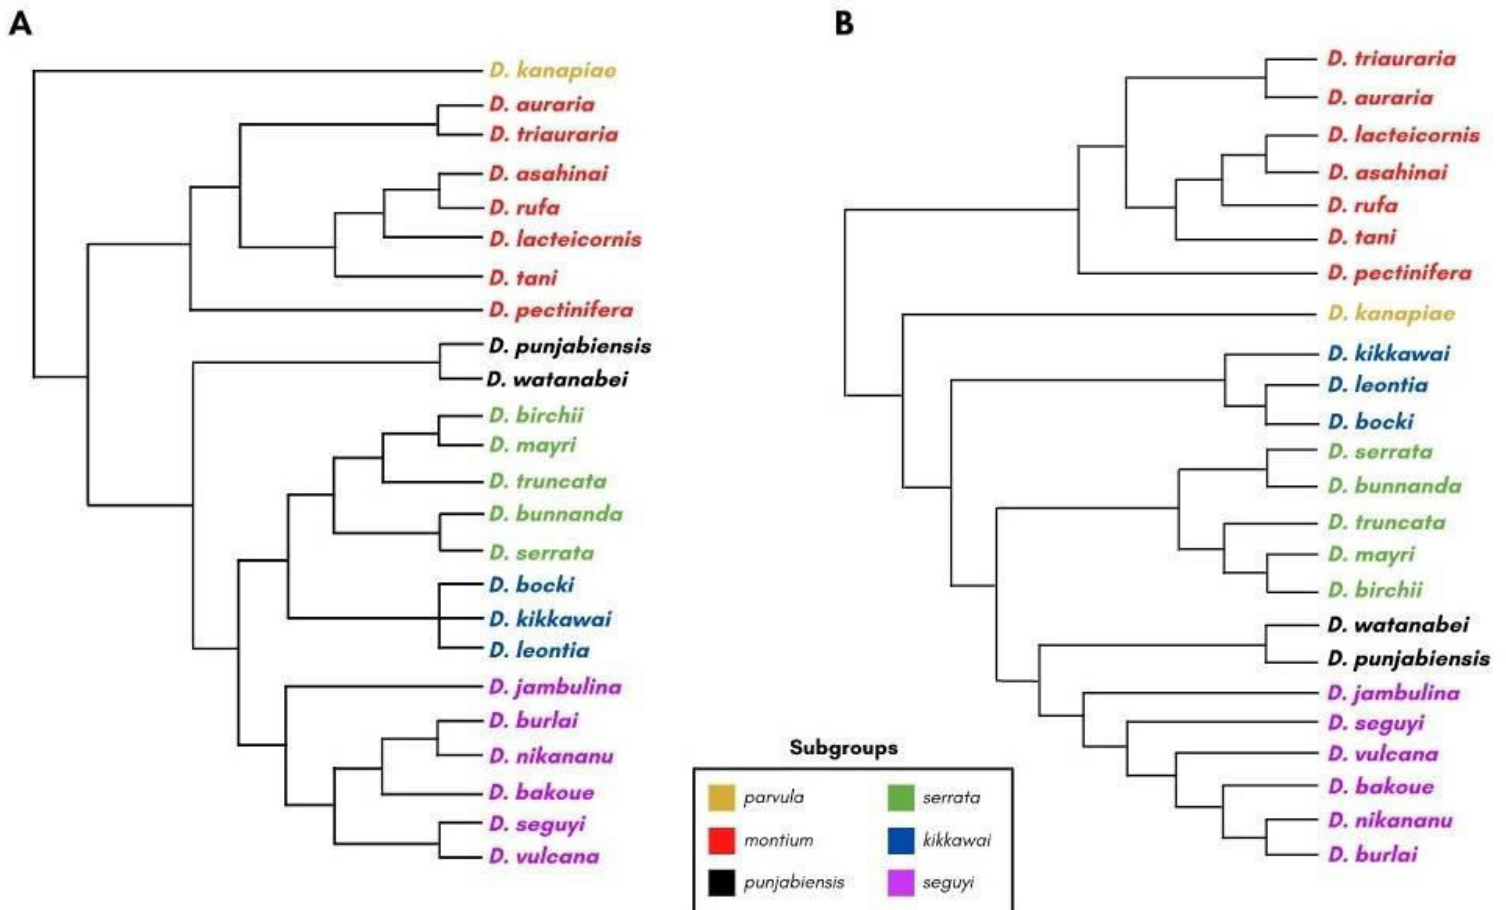 A
D. kanapiae
D. auraria
D. triauraria
D. asahinai
D. rufa
D. lacteicornis
D. tani
D. pectinifera
D. punjabiensis
D. watanabei
D. birchii
D. mayri
D. truncata
D. bunnanda
D. serrata
D. bocki
D. kikkawai
D. leontia
D. jambulina
D. burlai
D. nikananu
D. bakoue
D. seguyi
D. vulcana
B
D. triauraria
D. auraria
D. lacteicornis
D. asahinai
D. rufa
D. tani
D. pectinifera
D. kanapiae
D. kikkawai
D. leontia
D. bocki
D. serrata
D. bunnanda
D. truncata
D. mayri
D. birchii
D. watanabei
D. punjabiensis
D. jambulina
D. seguyi
D. vulcana
D. bakoue
D. nikananu
D. burlai
Subgroups
parvula
montium
punjabiensis
serrata
kikkawai
seguyi